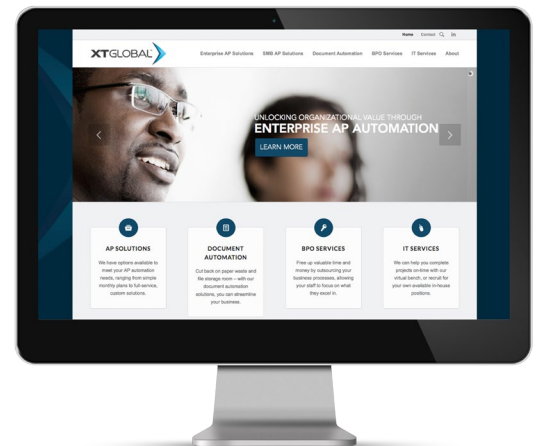 Home Contact in
XTGLOBAL
Enterprise AP Solutions SMB AP Solutions Document Automation BPO Services IT Services About
UNLOCKING ORGANIZATIONAL VALUE THROUGH
ENTERPRISE AP AUTOMATION
LEARN MORE
AP SOLUTIONS
We have options available to
meet your AP automation
needs, ranging from simple
monthly plans to full-service,
custom solutions.
DOCUMENT
AUTOMATION
Cut back on paper waste and
file storage room – with our
document automation
solutions, you can streamline
your business.
BPO SERVICES
Free up valuable time and
money by outsourcing your
business processes, allowing
your staff to focus on what
they excel in.
IT SERVICES
We can help you complete
projects on-time with our
virtual bench, or recruit for
your own available in-house
positions.